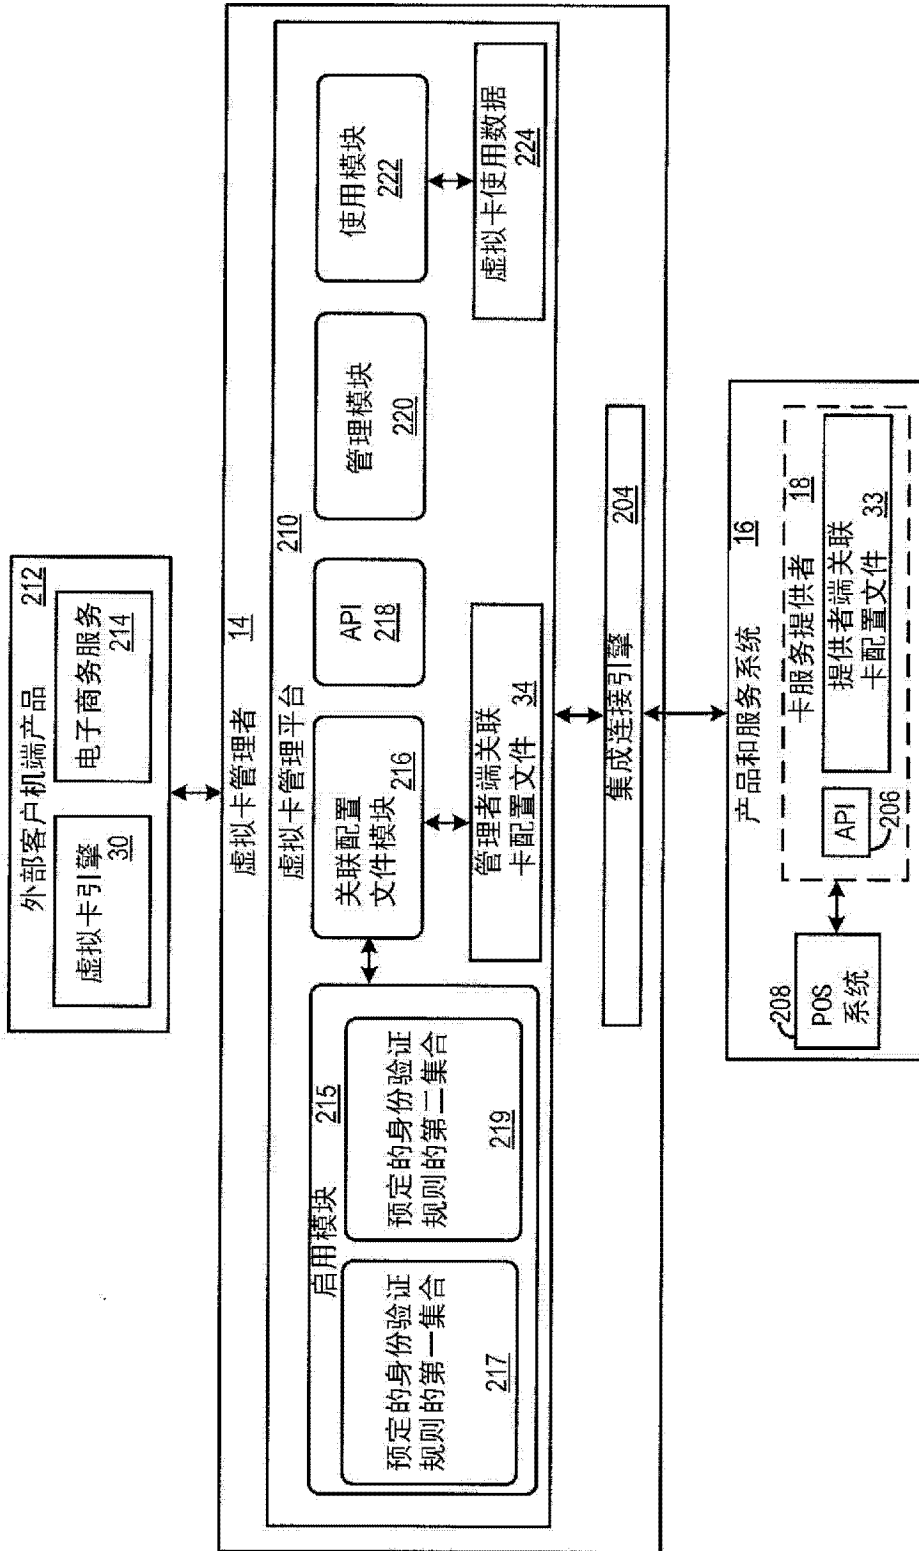 外部客户机端产品
212
虚拟卡引擎
30
电子商务服务
214
虚拟卡管理者
14
虚拟卡管理平台
210
启用模块
215
预定的身份验证
规则的第一集合
217
预定的身份验证
规则的第二集合
219
关联配置
文件模块
216
API
218
管理模块
220
使用模块
222
管理者端关联
卡配置文件
34
虚拟卡使用数据
224
集成连接引擎
204
产品和服务系统
16
208
POS
系统
卡服务提供者
18
API
206
提供者端关联
卡配置文件
33